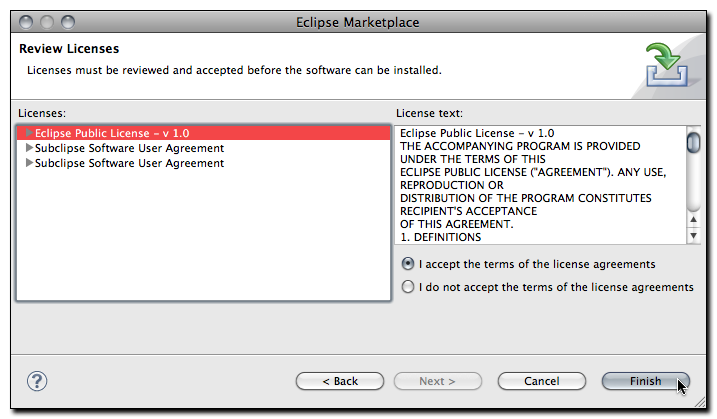 Eclipse Marketplace
Review Licenses
Licenses must be reviewed and accepted before the software can be installed.
Licenses:
Eclipse Public License – v 1.0
Subclipse Software User Agreement
Subclipse Software User Agreement
License text:
Eclipse Public License – v 1.0
THE ACCOMPANYING PROGRAM IS PROVIDED
UNDER THE TERMS OF THIS
ECLIPSE PUBLIC LICENSE ("AGREEMENT"). ANY USE,
REPRODUCTION OR
DISTRIBUTION OF THE PROGRAM CONSTITUTES
RECIPIENT'S ACCEPTANCE
OF THIS AGREEMENT.
1. DEFINITIONS
I accept the terms of the license agreements
I do not accept the terms of the license agreements
?
< Back
Next >
Cancel
Finish